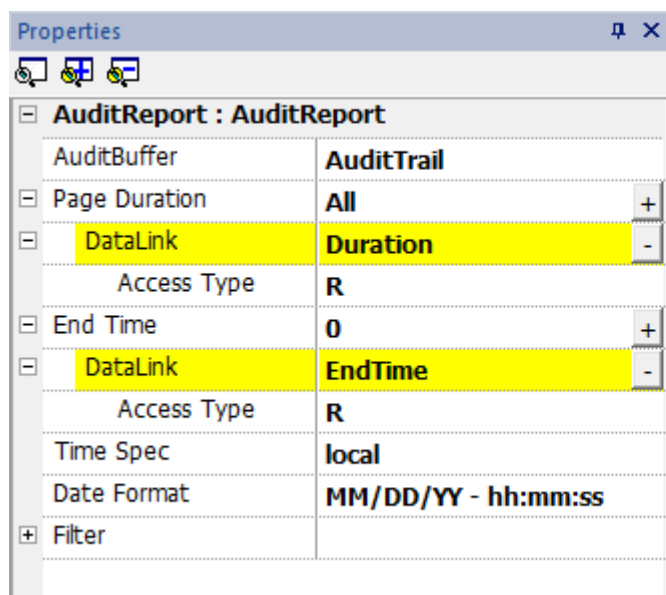 Properties
AuditReport : AuditReport
AuditBuffer AuditTrail
Page Duration All +
DataLink Duration -
Access Type R
End Time 0 +
DataLink EndTime -
Access Type R
Time Spec local
Date Format MM/DD/YY - hh:mm:ss
Filter